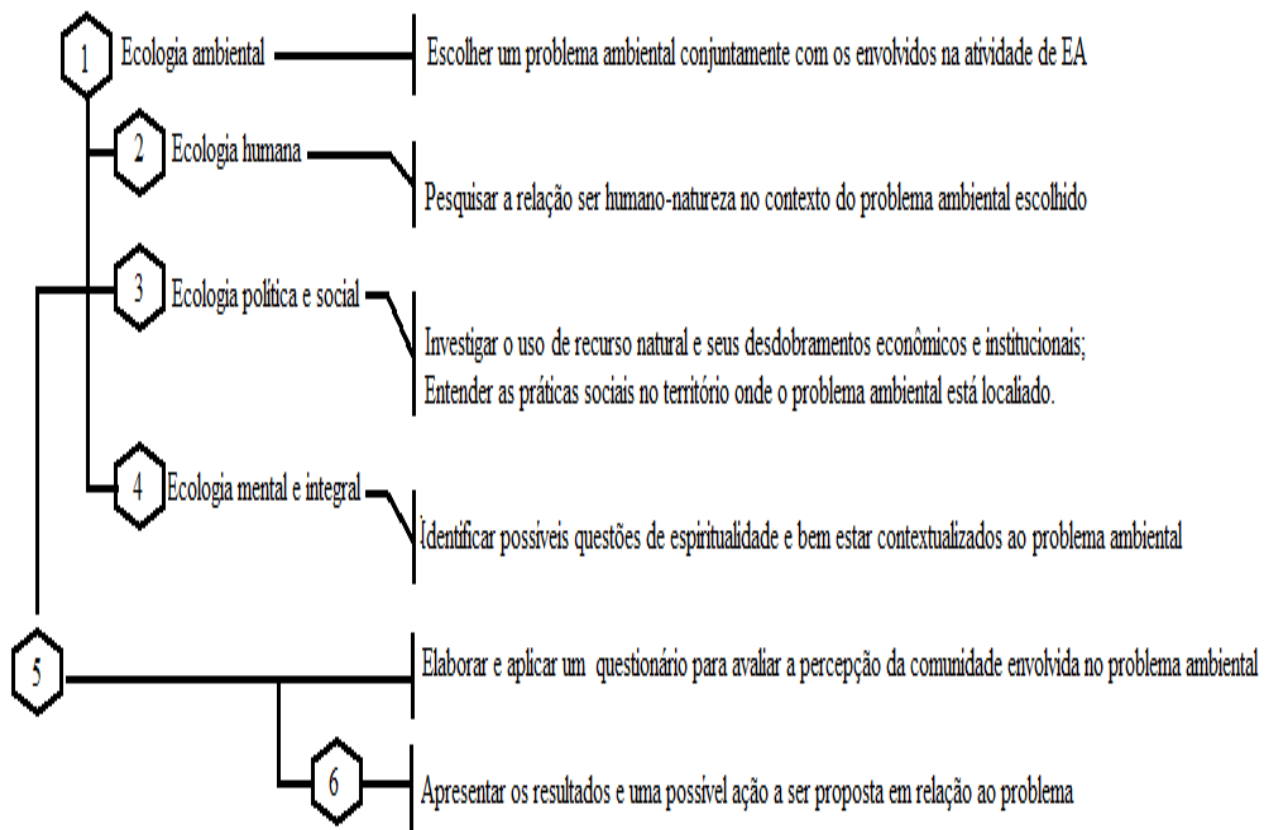 1 Ecologia ambiental Escolher um problema ambiental conjuntamente com os envolvidos na atividade de EA
2 Ecologia humana
Pesquisar a relação ser humano-natureza no contexto do problema ambiental escolhido
3 Ecologia política e social
Investigar o uso de recurso natural e seus desdobramentos econômicos e institucionais;
Entender as práticas sociais no território onde o problema ambiental está localiado.
4 Ecologia mental e integral
Identificar possíveis questões de espiritualidade e bem estar contextualizados ao problema ambiental
5 Elaborar e aplicar um questionário para avaliar a percepção da comunidade envolvida no problema ambiental
6 Apresentar os resultados e uma possível ação a ser proposta em relação ao problema